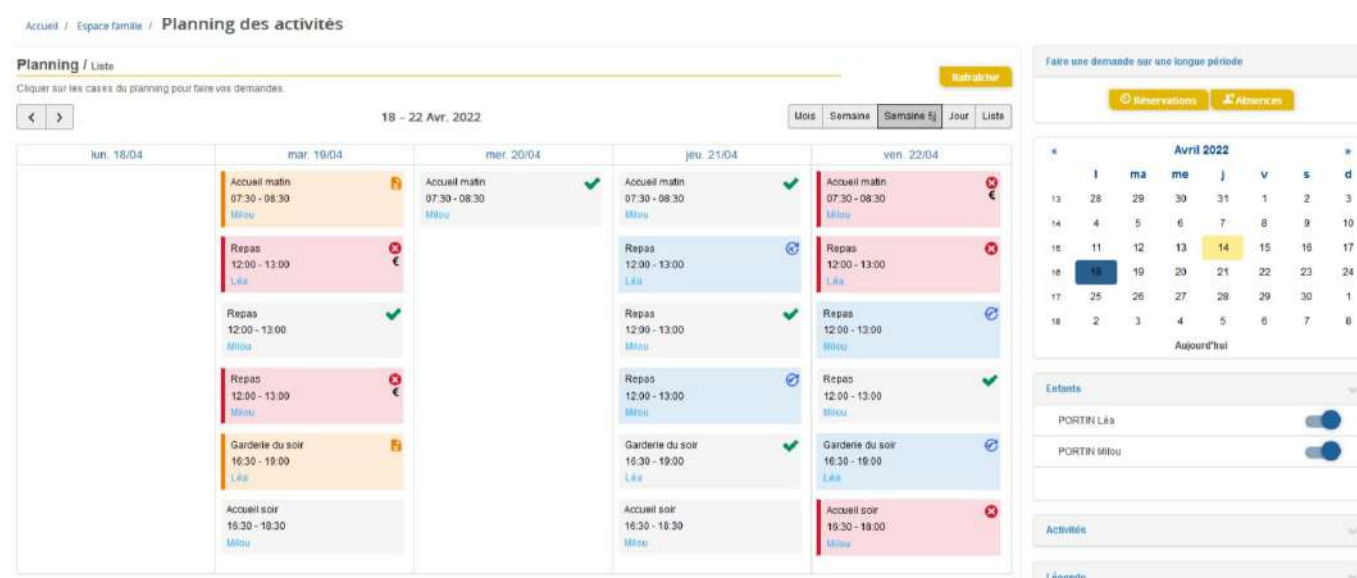 Accueil / Espace famille / Planning des activités
Planning / Liste
Rafraîchir
Cliquer sur les cases du planning pour faire vos demandes.
18 – 22 Avr. 2022
Mois Semaine Semaine 5j Jour Liste
lun. 18/04 mar. 19/04 mer. 20/04 jeu. 21/04 ven. 22/04
Accueil matin
07:30 - 08:30
Milou
Repas
12:00 - 13:00
€
Léa
Repas
12:00 - 13:00
Milou
Repas
12:00 - 13:00
€
Milou
Garderie du soir
16:30 - 19:00
Léa
Accueil soir
16:30 - 18:30
Milou
Accueil matin
07:30 - 08:30
Milou
Accueil matin
07:30 - 08:30
Milou
Repas
12:00 - 13:00
Léa
Repas
12:00 - 13:00
Milou
Repas
12:00 - 13:00
Milou
Garderie du soir
16:30 - 19:00
Léa
Accueil soir
16:30 - 18:30
Milou
Accueil matin
07:30 - 08:30
€
Milou
Repas
12:00 - 13:00
Léa
Repas
12:00 - 13:00
Milou
Repas
12:00 - 13:00
Milou
Garderie du soir
16:30 - 19:00
Léa
Accueil soir
16:30 - 18:00
Milou
Faire une demande sur une longue période
Réservations Absences
« Avril 2022 »
l ma me j v s d
13 28 29 30 31 1 2 3
14 4 5 6 7 8 9 10
15 11 12 13 14 15 16 17
16 18 19 20 21 22 23 24
17 25 26 27 28 29 30 1
18 2 3 4 5 6 7 8
Aujourd'hui
Enfants
PORTIN Léa
PORTIN Milou
Activités
Légende